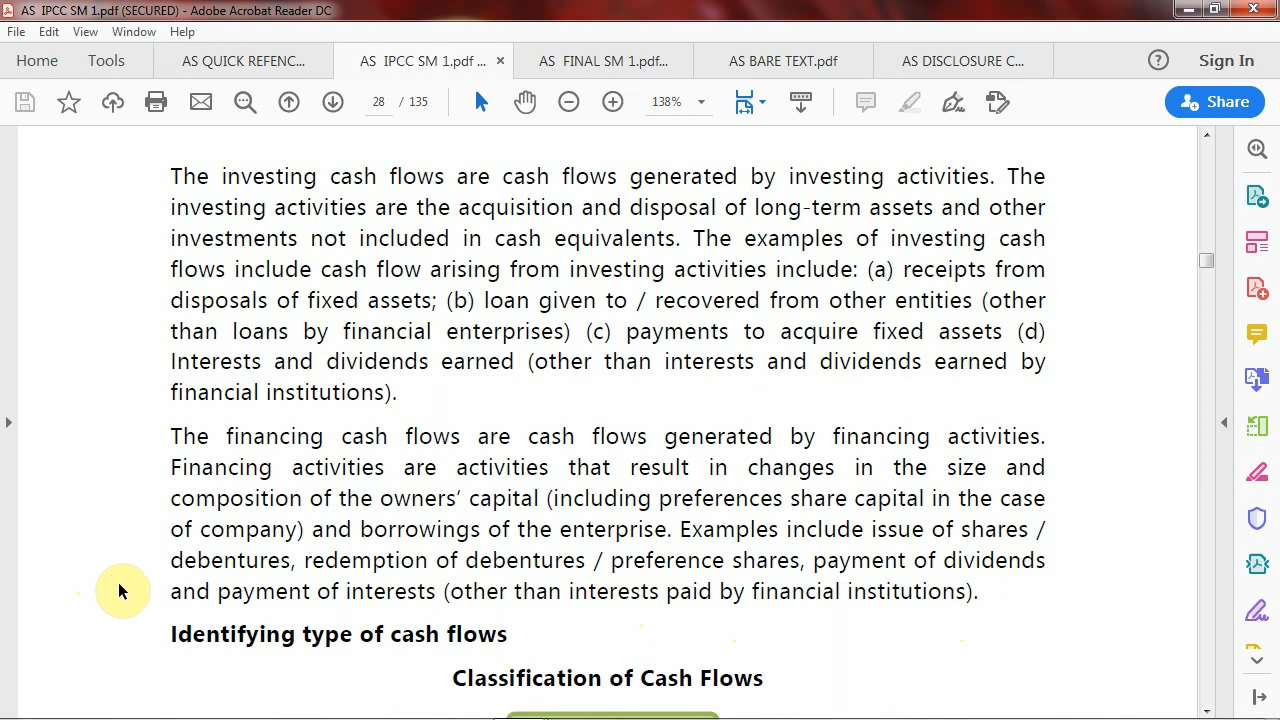 AS IPCC SM 1.pdf (SECURED) - Adobe Acrobat Reader DC
File Edit View Window Help
Home Tools AS QUICK REFENC... AS IPCC SM 1.pdf ... × AS FINAL SM 1.pdf... AS BARE TEXT.pdf AS DISCLOSURE C... Sign In
28 / 135 138% Share
The investing cash flows are cash flows generated by investing activities. The
investing activities are the acquisition and disposal of long-term assets and other
investments not included in cash equivalents. The examples of investing cash
flows include cash flow arising from investing activities include: (a) receipts from
disposals of fixed assets; (b) loan given to / recovered from other entities (other
than loans by financial enterprises) (c) payments to acquire fixed assets (d)
Interests and dividends earned (other than interests and dividends earned by
financial institutions).
The financing cash flows are cash flows generated by financing activities.
Financing activities are activities that result in changes in the size and
composition of the owners’ capital (including preferences share capital in the case
of company) and borrowings of the enterprise. Examples include issue of shares /
debentures, redemption of debentures / preference shares, payment of dividends
and payment of interests (other than interests paid by financial institutions).
Identifying type of cash flows
Classification of Cash Flows